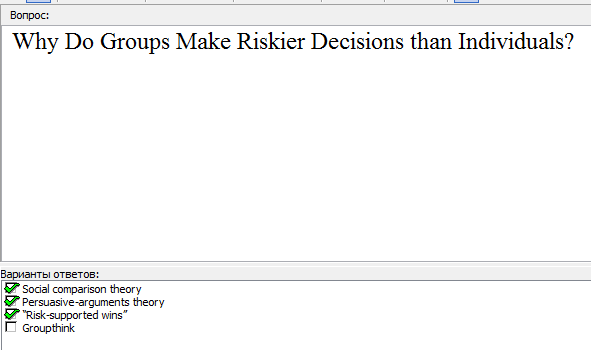 Вопрос:
Why Do Groups Make Riskier Decisions than Individuals?
Варианты ответов:
Social comparison theory
Persuasive-arguments theory
“Risk-supported wins”
Groupthink